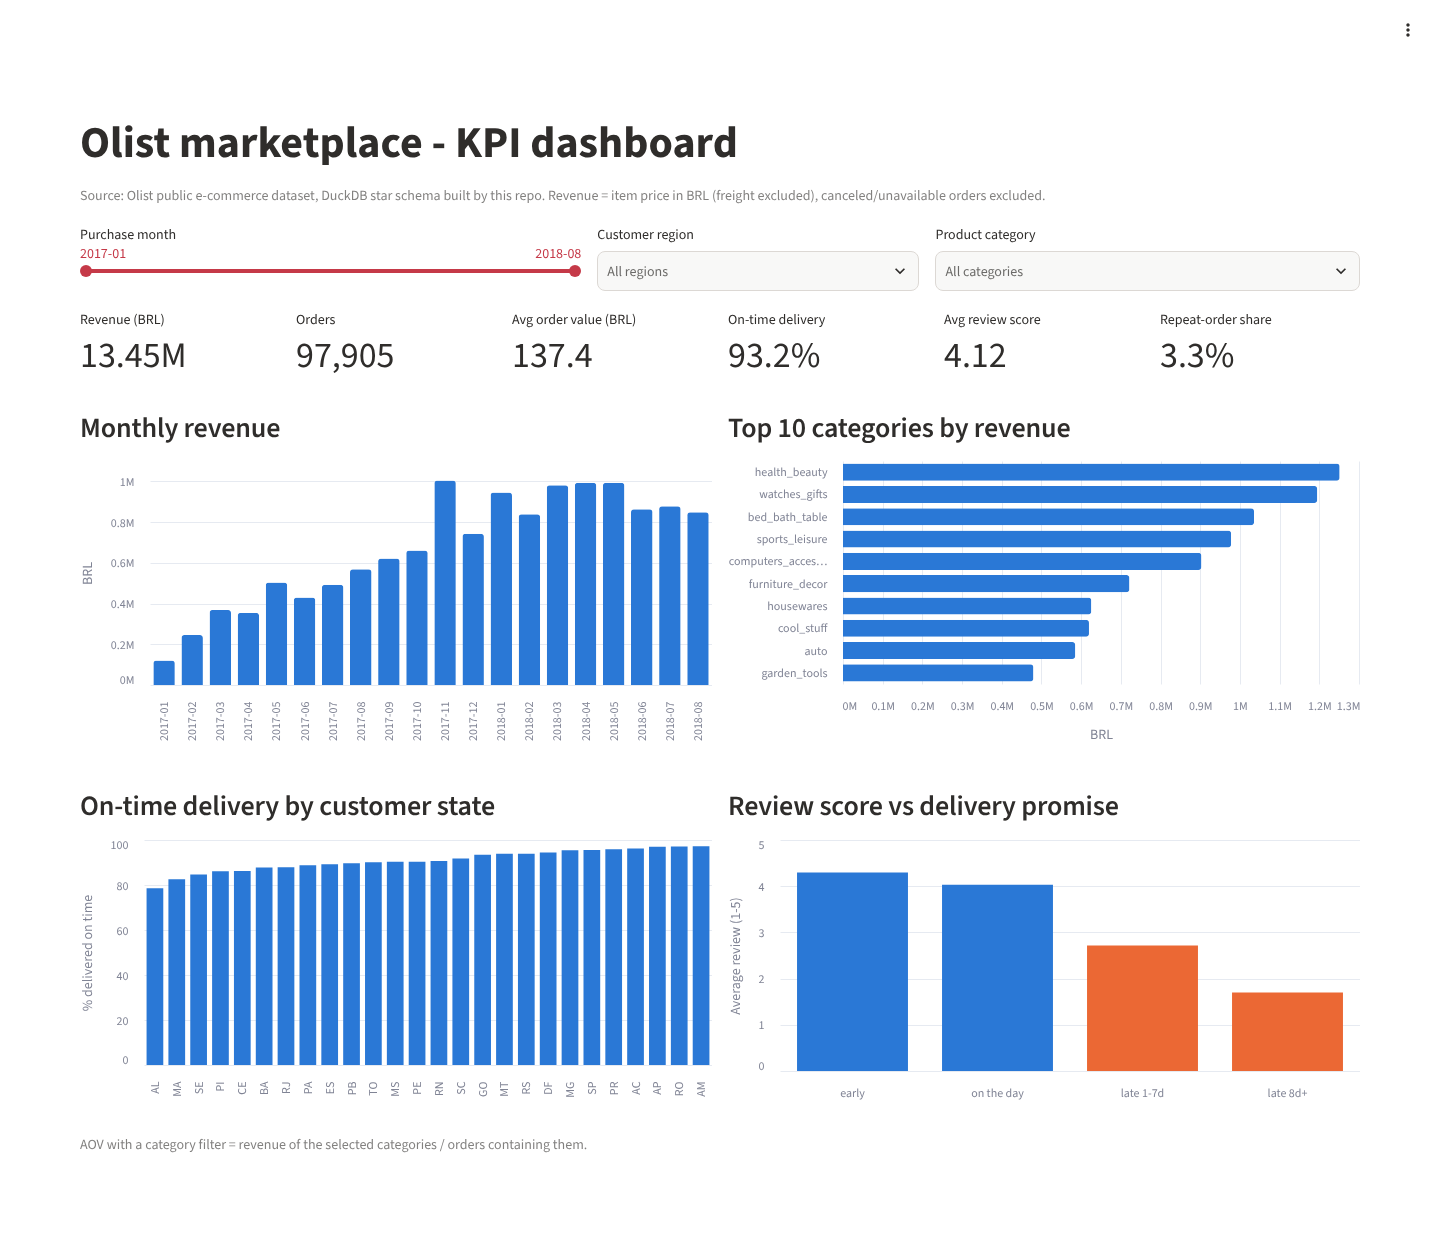 Olist marketplace - KPI dashboard
Source: Olist public e-commerce dataset, DuckDB star schema built by this repo. Revenue = item price in BRL (freight excluded), canceled/unavailable orders excluded.
Purchase month
2017-01 2018-08
Customer region
All regions
Product category
All categories
Revenue (BRL)
13.45M
Orders
97,905
Avg order value (BRL)
137.4
On-time delivery
93.2%
Avg review score
4.12
Repeat-order share
3.3%
Monthly revenue
BRL
1M
0.8M
0.6M
0.4M
0.2M
0M
2017-01 2017-02 2017-03 2017-04 2017-05 2017-06 2017-07 2017-08 2017-09 2017-10 2017-11 2017-12 2018-01 2018-02 2018-03 2018-04 2018-05 2018-06 2018-07 2018-08
Top 10 categories by revenue
health_beauty
watches_gifts
bed_bath_table
sports_leisure
computers_acces…
furniture_decor
housewares
cool_stuff
auto
garden_tools
0M 0.1M 0.2M 0.3M 0.4M 0.5M 0.6M 0.7M 0.8M 0.9M 1M 1.1M 1.2M 1.3M
BRL
On-time delivery by customer state
% delivered on time
100
80
60
40
20
0
AL MA SE PI CE BA RJ PA ES PB TO MS PE RN SC GO MT RS DF MG SP PR AC AP RO AM
Review score vs delivery promise
Average review (1-5)
5
4
3
2
1
0
early on the day late 1-7d late 8d+
AOV with a category filter = revenue of the selected categories / orders containing them.